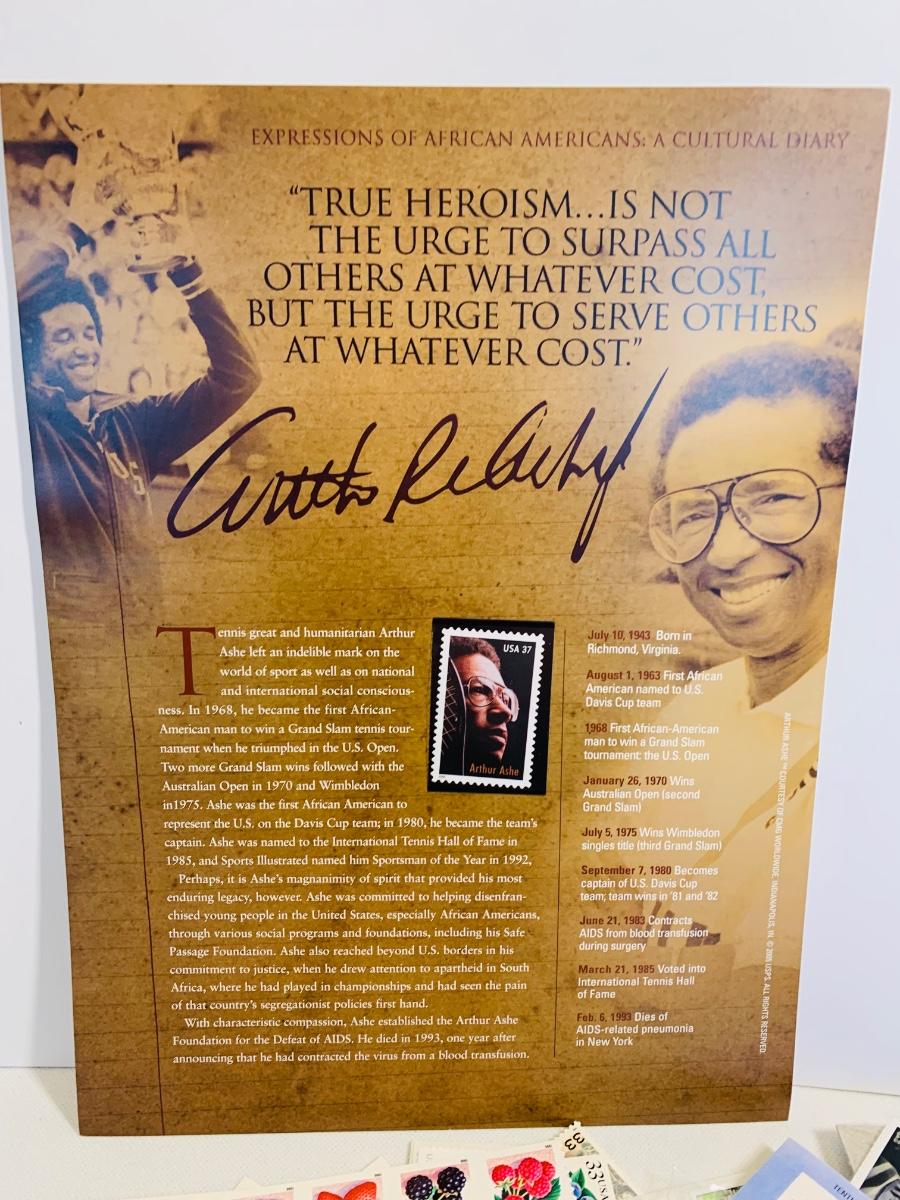 EXPRESSIONS OF AFRICAN AMERICANS: A CULTURAL DIARY
“TRUE HEROISM…IS NOT
THE URGE TO SURPASS ALL
OTHERS AT WHATEVER COST,
BUT THE URGE TO SERVE OTHERS
AT WHATEVER COST.”
Tennis great and humanitarian Arthur
Ashe left an indelible mark on the
world of sport as well as on national
and international social conscious-
ness. In 1968, he became the first African-
American man to win a Grand Slam tennis tour-
nament when he triumphed in the U.S. Open.
Two more Grand Slam wins followed with the
Australian Open in 1970 and Wimbledon
in1975. Ashe was the first African American to
represent the U.S. on the Davis Cup team; in 1980, he became the team's
captain. Ashe was named to the International Tennis Hall of Fame in
1985, and Sports Illustrated named him Sportsman of the Year in 1992,
Perhaps, it is Ashe's magnanimity of spirit that provided his most
enduring legacy, however. Ashe was committed to helping disenfran-
chised young people in the United States, especially African Americans,
through various social programs and foundations, including his Safe
Passage Foundation. Ashe also reached beyond U.S. borders in his
commitment to justice, when he drew attention to apartheid in South
Africa, where he had played in championships and had seen the pain
of that country's segregationist policies first hand.
With characteristic compassion, Ashe established the Arthur Ashe
Foundation for the Defeat of AIDS. He died in 1993, one year after
announcing that he had contracted the virus from a blood transfusion.
USA 37
Arthur Ashe
July 10, 1943 Born in
Richmond, Virginia.
August 1, 1963 First African
American named to U.S.
Davis Cup team
1968 First African-American
man to win a Grand Slam
tournament: the U.S. Open
January 26, 1970 Wins
Australian Open (second
Grand Slam)
July 5, 1975 Wins Wimbledon
singles title (third Grand Slam)
September 7, 1980 Becomes
captain of U.S. Davis Cup
team; team wins in '81 and '82
June 21, 1983 Contracts
AIDS from blood transfusion
during surgery
March 21, 1985 Voted into
International Tennis Hall
of Fame
Feb. 6, 1993 Dies of
AIDS-related pneumonia
in New York
ARTHUR ASHE™ COURTESY OF CMG WORLDWIDE, INDIANAPOLIS, IN. © 2005 USPS. ALL RIGHTS RESERVED.
33
33USA